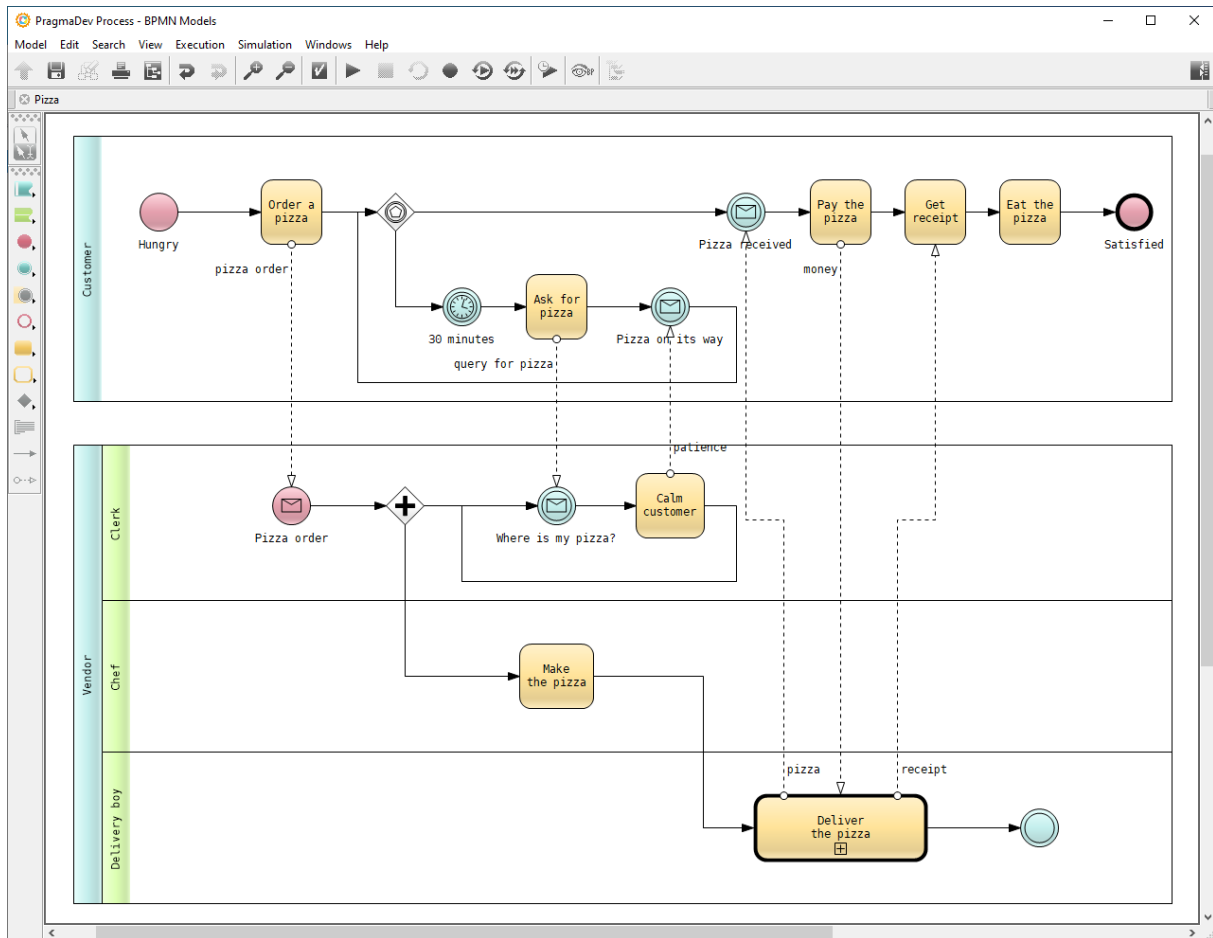 PragmaDev Process - BPMN Models
Model Edit Search View Execution Simulation Windows Help
Pizza
Customer
Hungry
Order a
pizza
pizza order
30 minutes
Ask for
pizza
query for pizza
Pizza on its way
Pizza received
Pay the
pizza
money
Get
receipt
Eat the
pizza
Satisfied
Vendor
Clerk
Pizza order
Where is my pizza?
patience
Calm
customer
Chef
Make
the pizza
Delivery boy
pizza
receipt
Deliver
the pizza